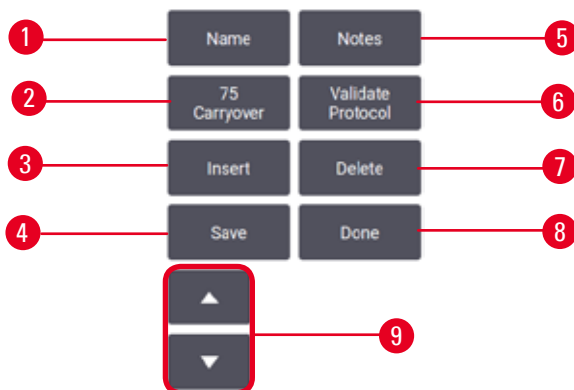 1
Name
Notes
5
2
75
Carryover
Validate
Protocol
6
3
Insert
Delete
7
4
Save
Done
8
9